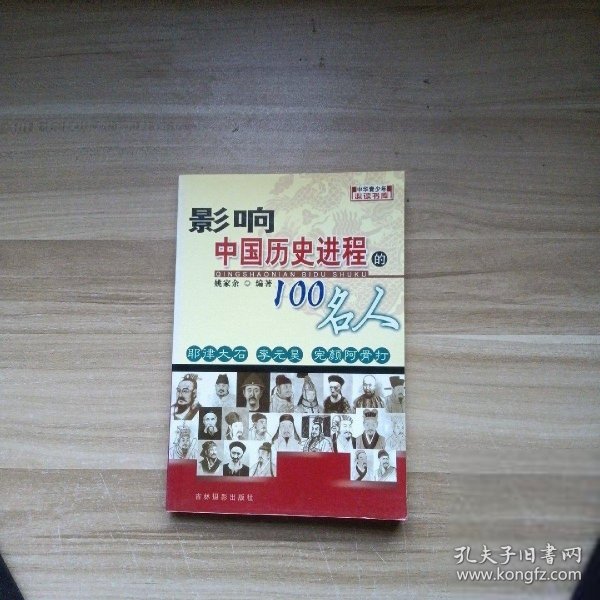 中华青少年
必读书库
影响
中国历史进程的
QINGSHAONIAN BIDU SHUKU
姚家余 ○ 编著
100名人
耶律大石 李元昊 完颜阿骨打
吉林摄影出版社
孔夫子旧书网
www.kongfz.com